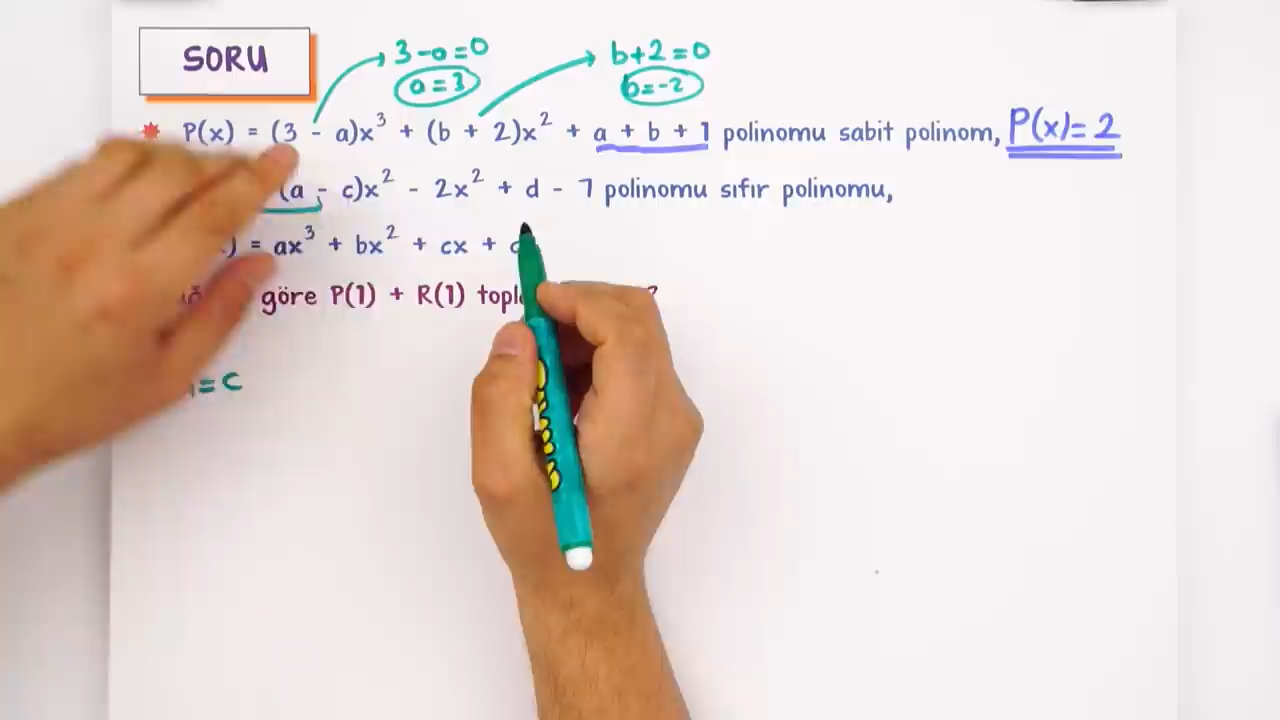 SORU
3-a=0
a=3
b+2=0
b=-2
P(x) = (3 - a)x³ + (b + 2)x² + a + b + 1 polinomu sabit polinom, P(x)=2
(a - c)x² - 2x² + d - 7 polinomu sıfır polinomu,
) = ax³ + bx² + cx +
göre P(1) + R(1)
=c